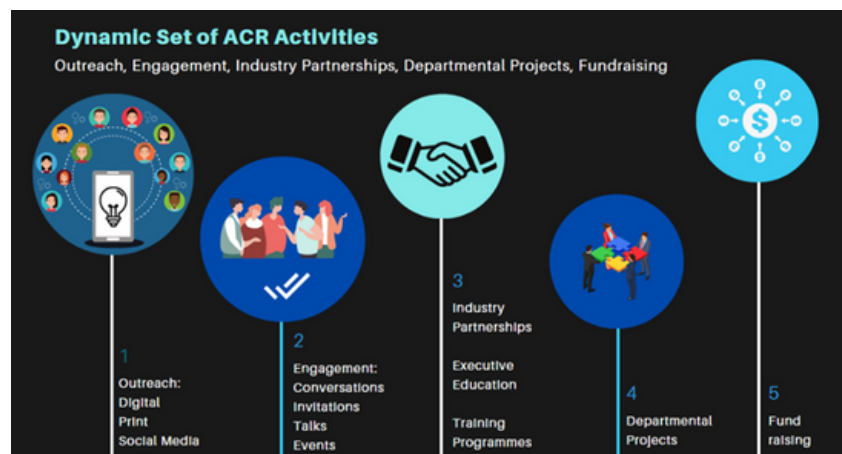 Dynamic Set of ACR Activities
Outreach, Engagement, Industry Partnerships, Departmental Projects, Fundraising
1
Outreach:
Digital
Print
Social Media
2
Engagement:
Conversations
Invitations
Talks
Events
3
Industry
Partnerships
Executive
Education
Training
Programmes
4
Departmental
Projects
5
Fund
raising